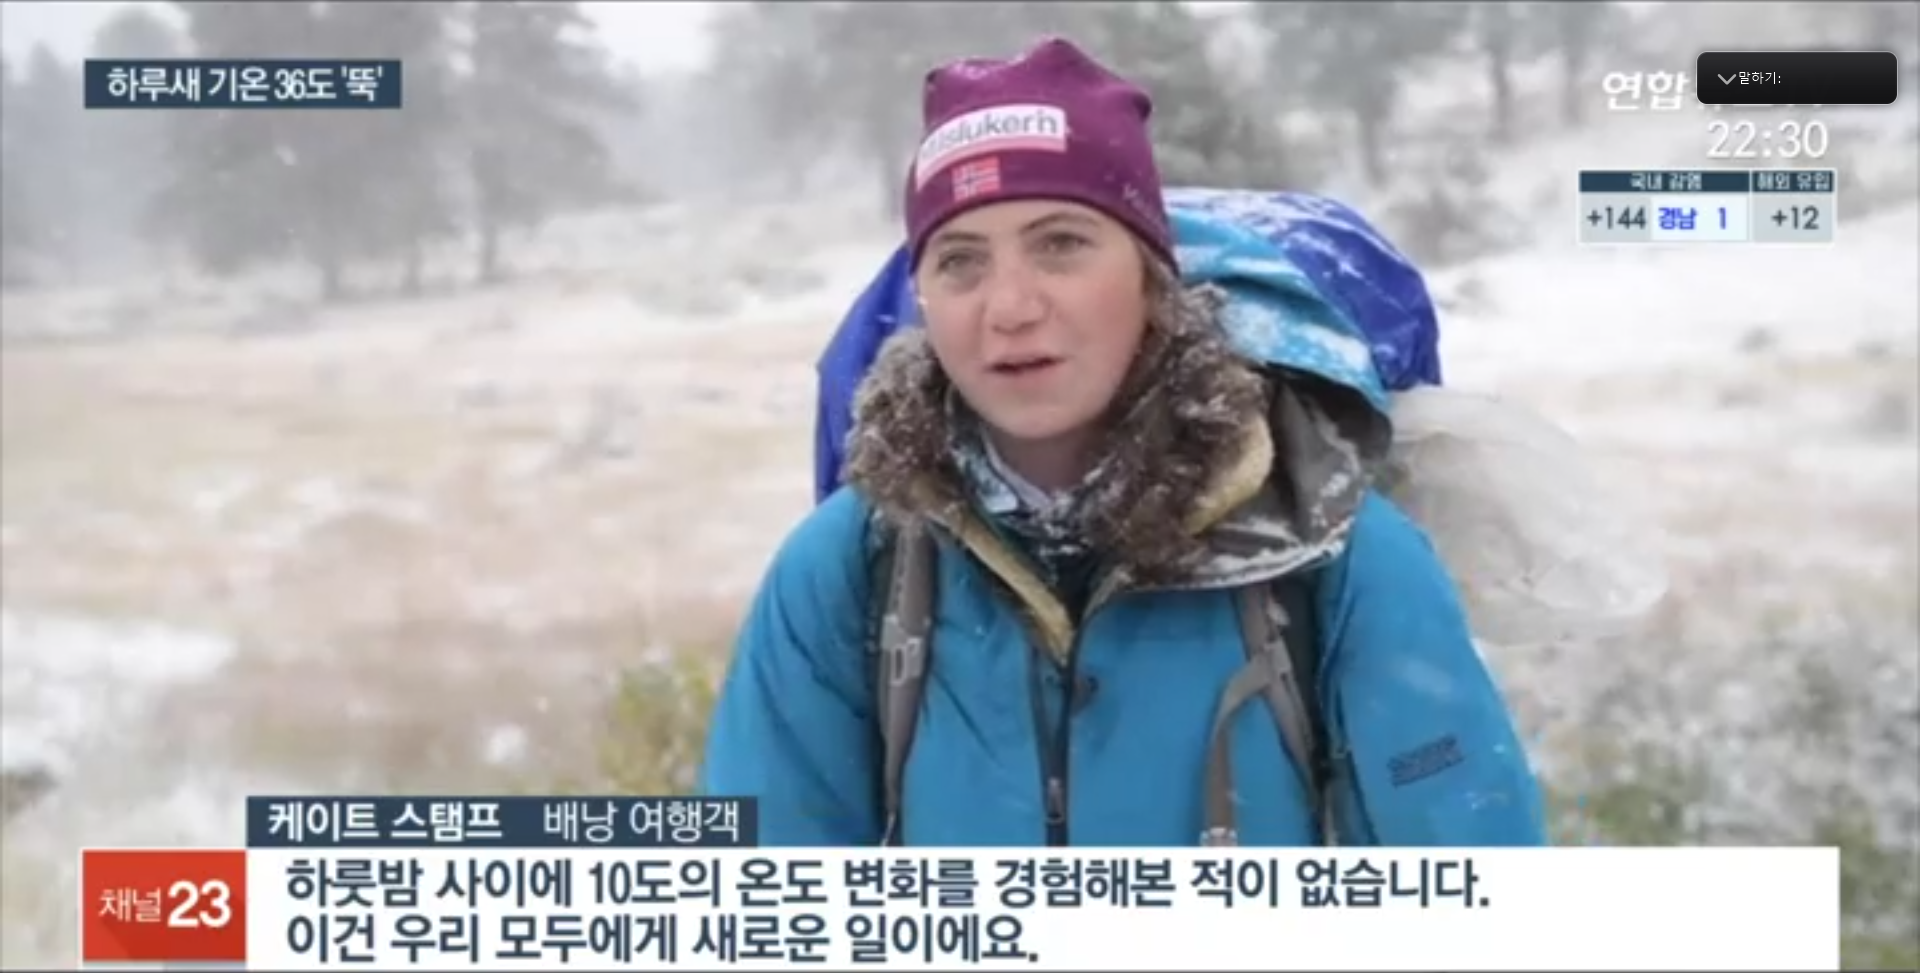 하루새 기온 36도 '뚝'
말하기:
연합
22:30
국내 감염 해외 유입
+144 경남 1 +12
케이트 스탬프 배낭 여행객
채널23
하룻밤 사이에 10도의 온도 변화를 경험해본 적이 없습니다.
이건 우리 모두에게 새로운 일이에요.